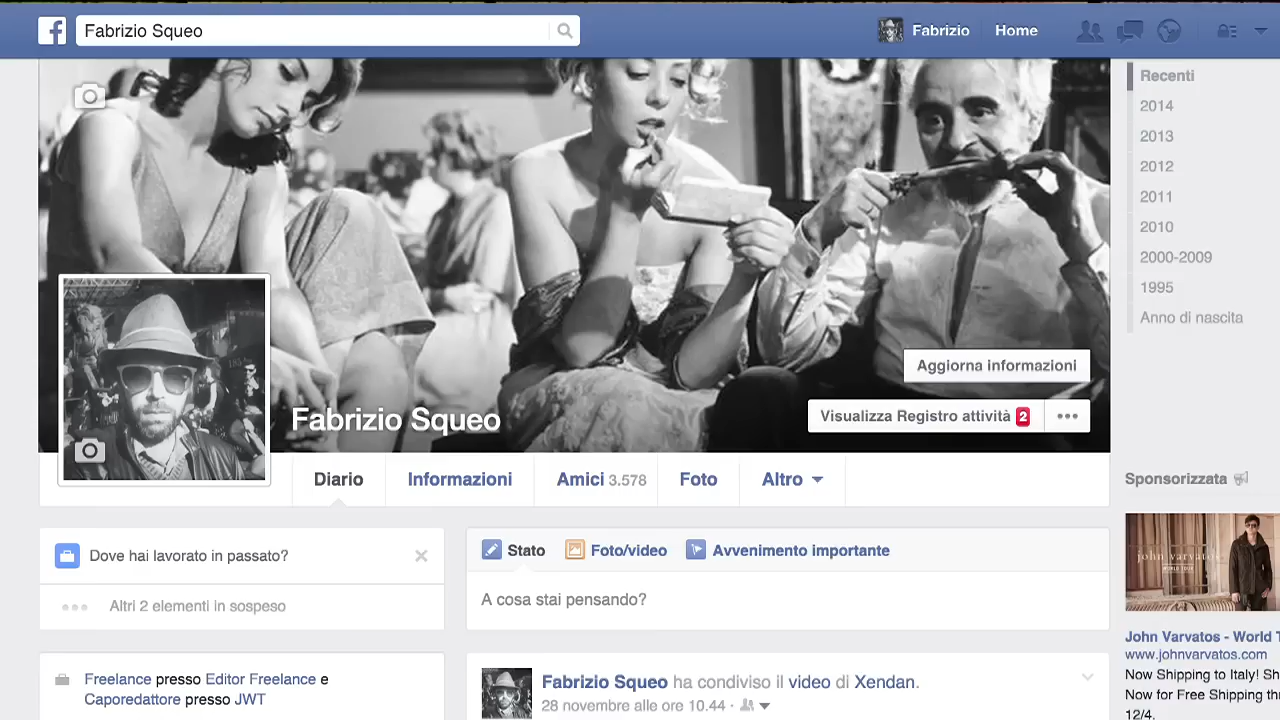 Fabrizio Squeo
Fabrizio
Home
Recenti
2014
2013
2012
2011
2010
2000-2009
1995
Anno di nascita
Aggiorna informazioni
Visualizza Registro attività 2
Fabrizio Squeo
Diario
Informazioni
Amici 3.578
Foto
Altro
Sponsorizzata
Dove hai lavorato in passato?
Altri 2 elementi in sospeso
Stato
Foto/video
Avvenimento importante
A cosa stai pensando?
john varvatos
WORLD TOUR
John Varvatos - World T
www.johnvarvatos.com
Now Shipping to Italy! Sh
Now for Free Shipping th
12/4.
Freelance presso Editor Freelance e
Caporedattore presso JWT
Fabrizio Squeo ha condiviso il video di Xendan.
28 novembre alle ore 10.44 ·